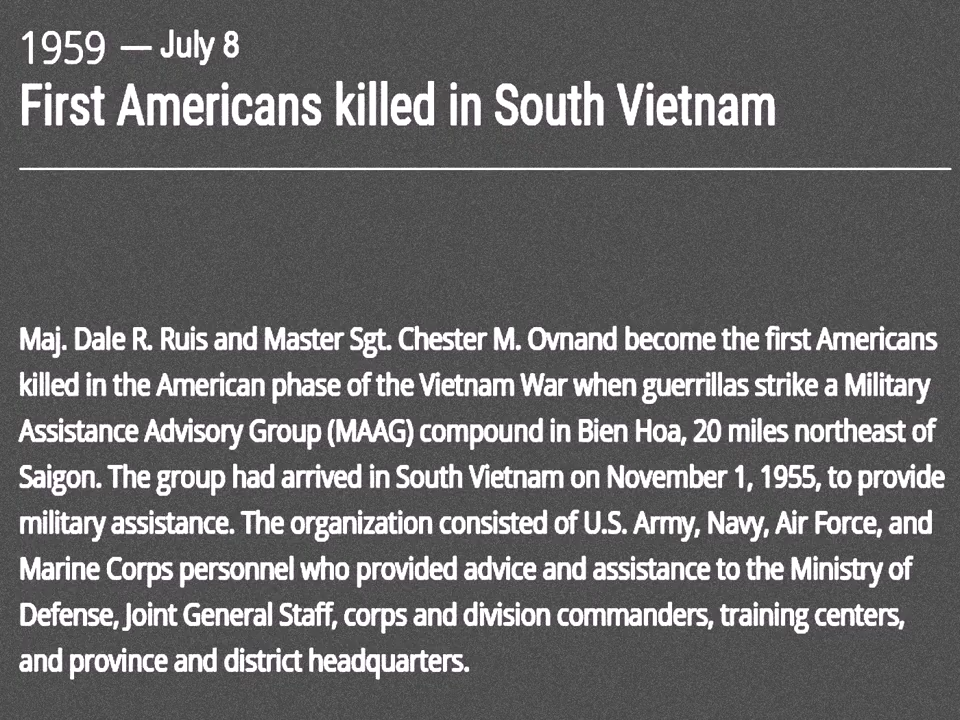 1959 — July 8
First Americans killed in South Vietnam
Maj. Dale R. Ruis and Master Sgt. Chester M. Ovnand become the first Americans
killed in the American phase of the Vietnam War when guerrillas strike a Military
Assistance Advisory Group (MAAG) compound in Bien Hoa, 20 miles northeast of
Saigon. The group had arrived in South Vietnam on November 1, 1955, to provide
military assistance. The organization consisted of U.S. Army, Navy, Air Force, and
Marine Corps personnel who provided advice and assistance to the Ministry of
Defense, Joint General Staff, corps and division commanders, training centers,
and province and district headquarters.